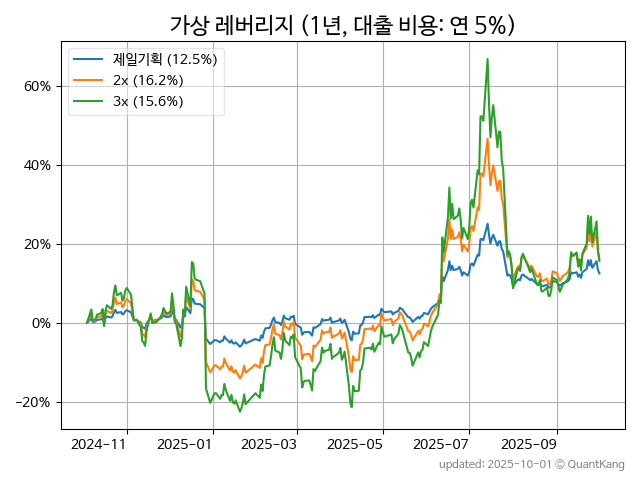 가상 레버리지 (1년, 대출 비용: 연 5%)
제일기획 (12.5%)
2x (16.2%)
3x (15.6%)
60%
40%
20%
0%
−20%
2024-11
2025-01
2025-03
2025-05
2025-07
2025-09
updated: 2025-10-01 © QuantKang